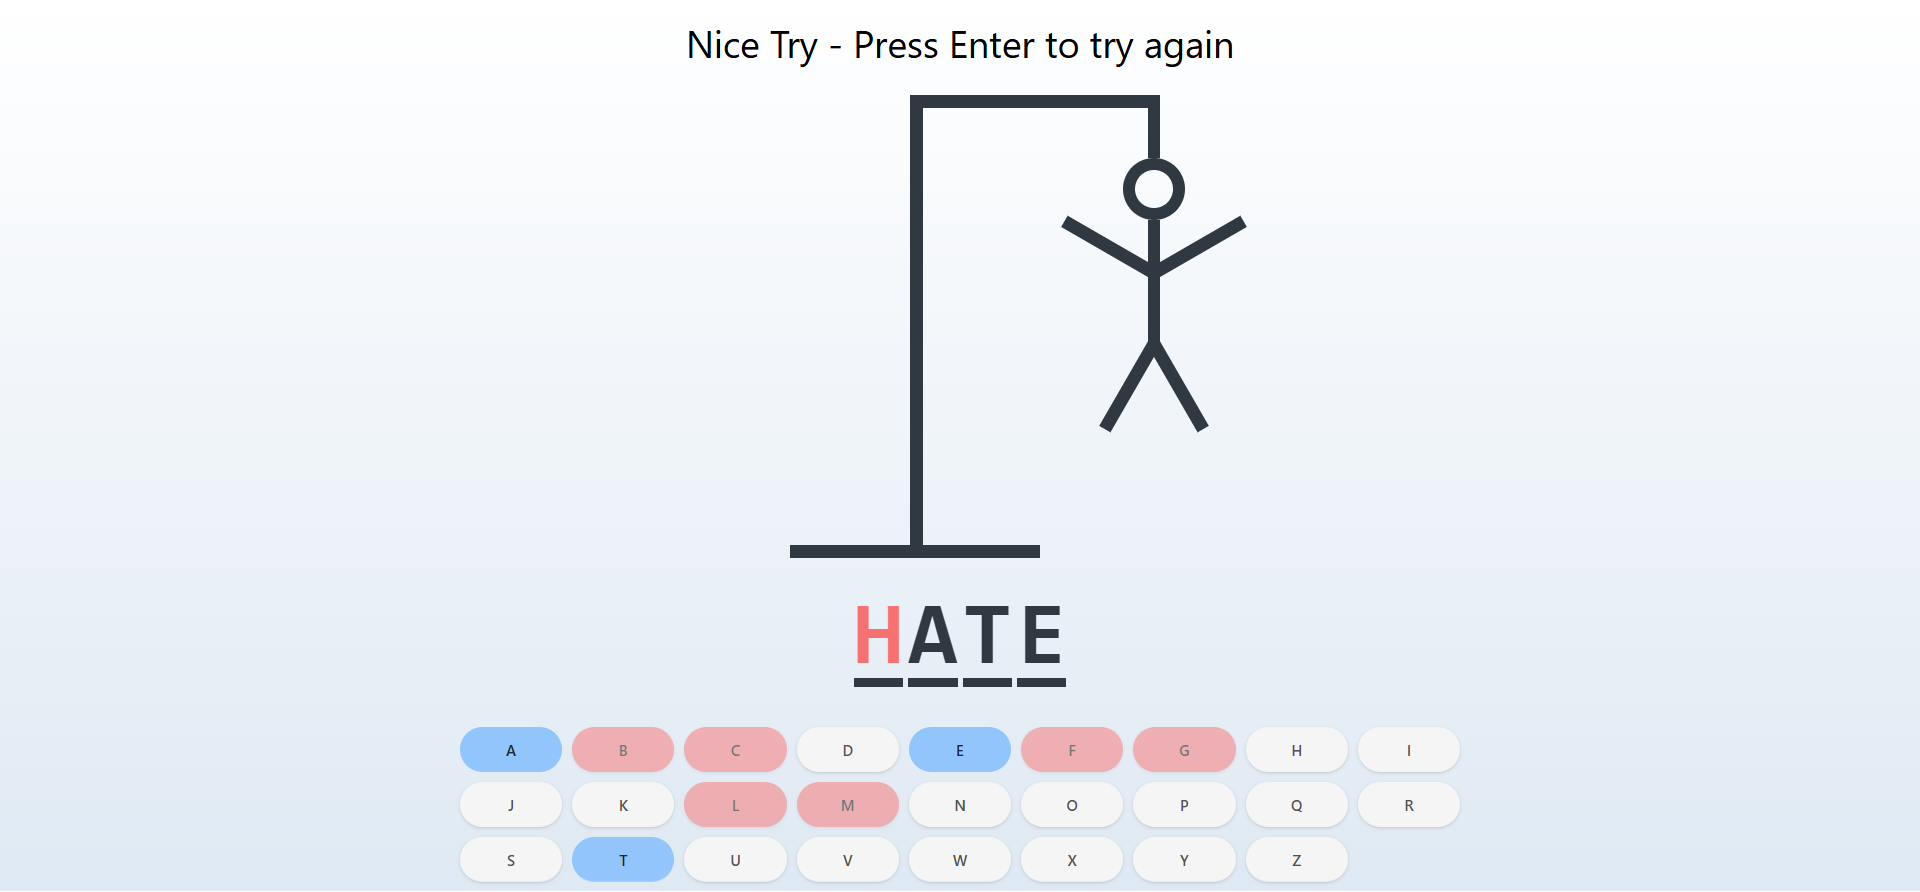 Nice Try - Press Enter to try again
HATE
A B C D E F G H I
J K L M N O P Q R
S T U V W X Y Z